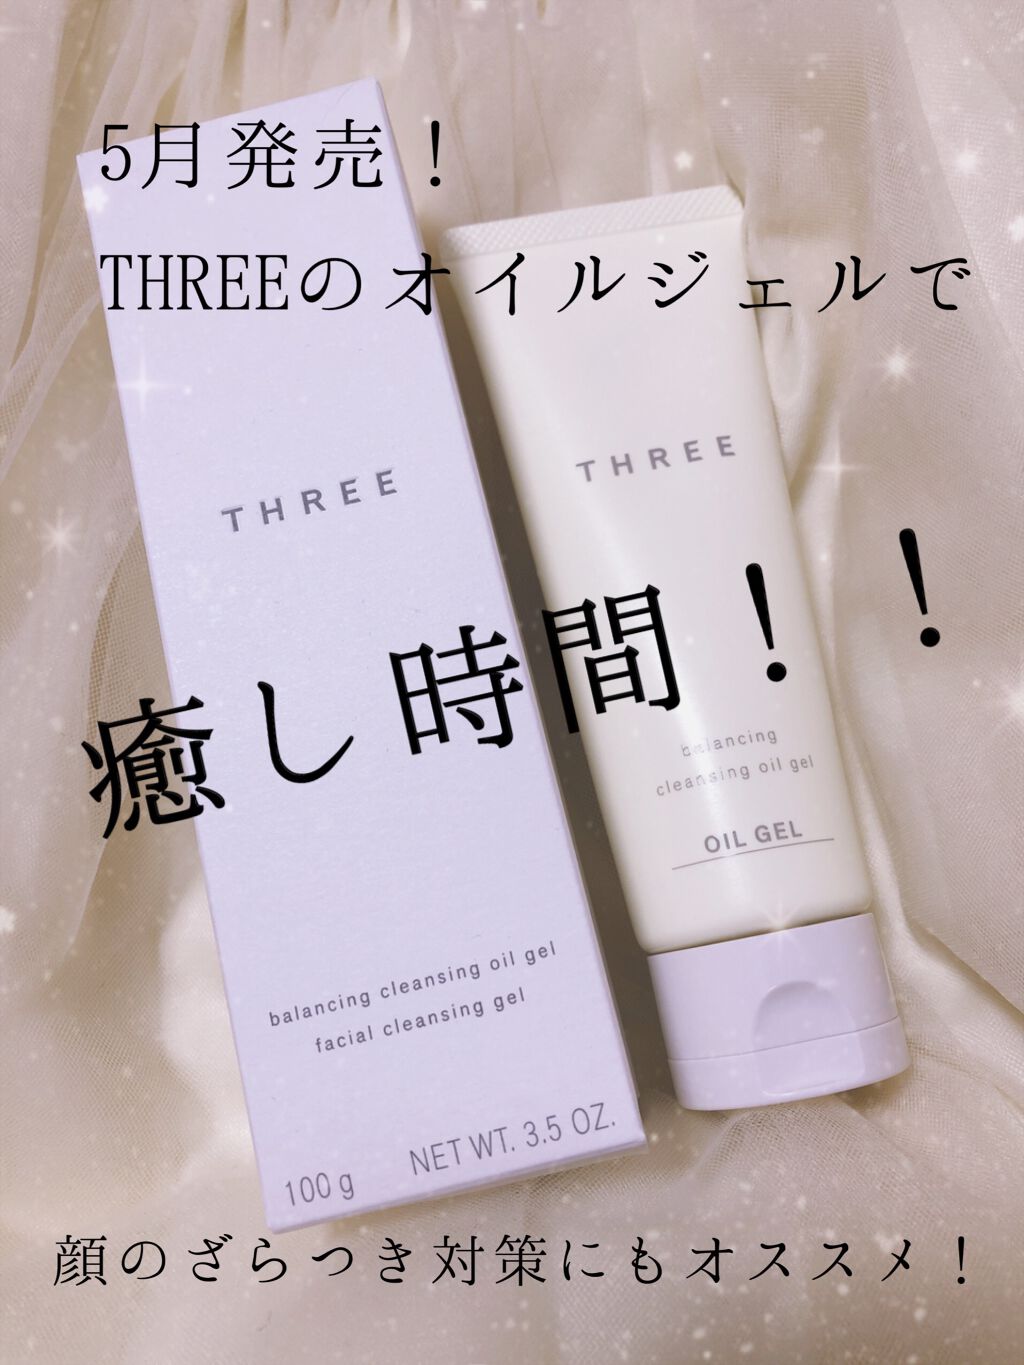 5月発売！
THREEのオイルジェルで
THREE
THREE
癒し時間！！
balancing
cleansing oil gel
OIL GEL
balancing cleansing oil gel
facial cleansing gel
100g NET WT. 3.5 OZ.
顔のざらつき対策にもオススメ！